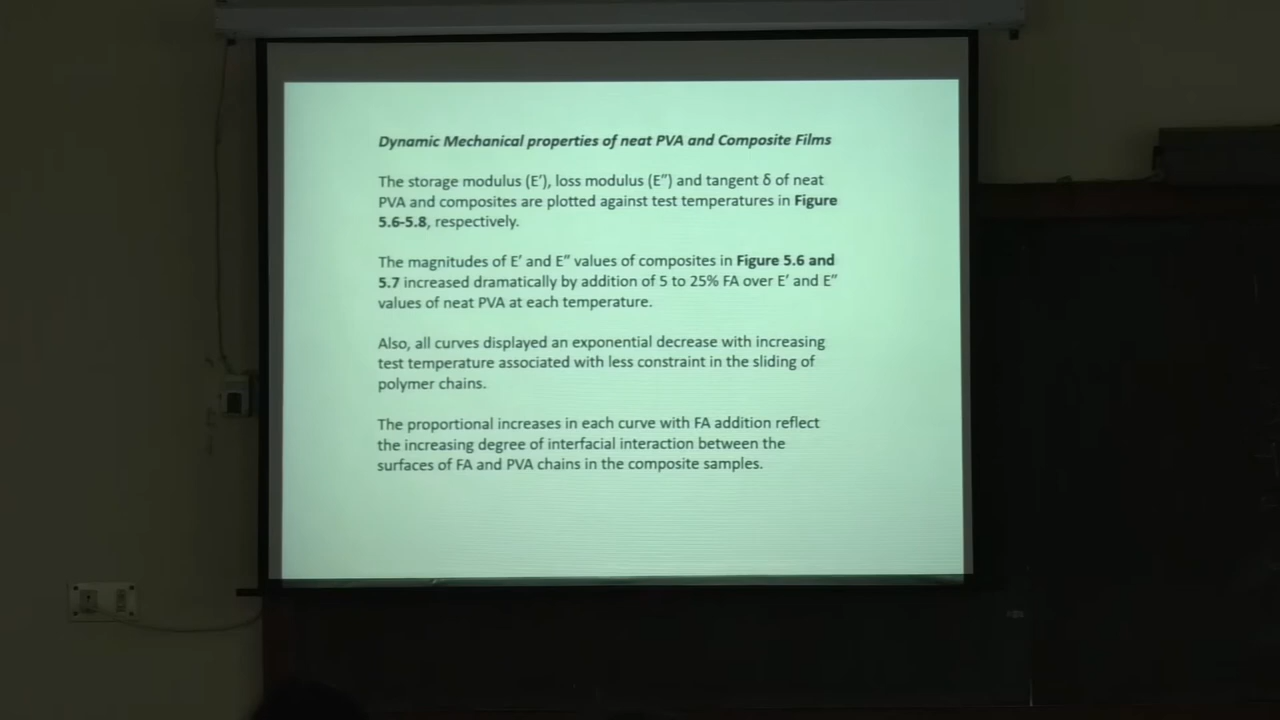 Dynamic Mechanical properties of neat PVA and Composite Films
The storage modulus (E′), loss modulus (E″) and tangent δ of neat
PVA and composites are plotted against test temperatures in Figure
5.6-5.8, respectively.
The magnitudes of E′ and E″ values of composites in Figure 5.6 and
5.7 increased dramatically by addition of 5 to 25% FA over E′ and E″
values of neat PVA at each temperature.
Also, all curves displayed an exponential decrease with increasing
test temperature associated with less constraint in the sliding of
polymer chains.
The proportional increases in each curve with FA addition reflect
the increasing degree of interfacial interaction between the
surfaces of FA and PVA chains in the composite samples.